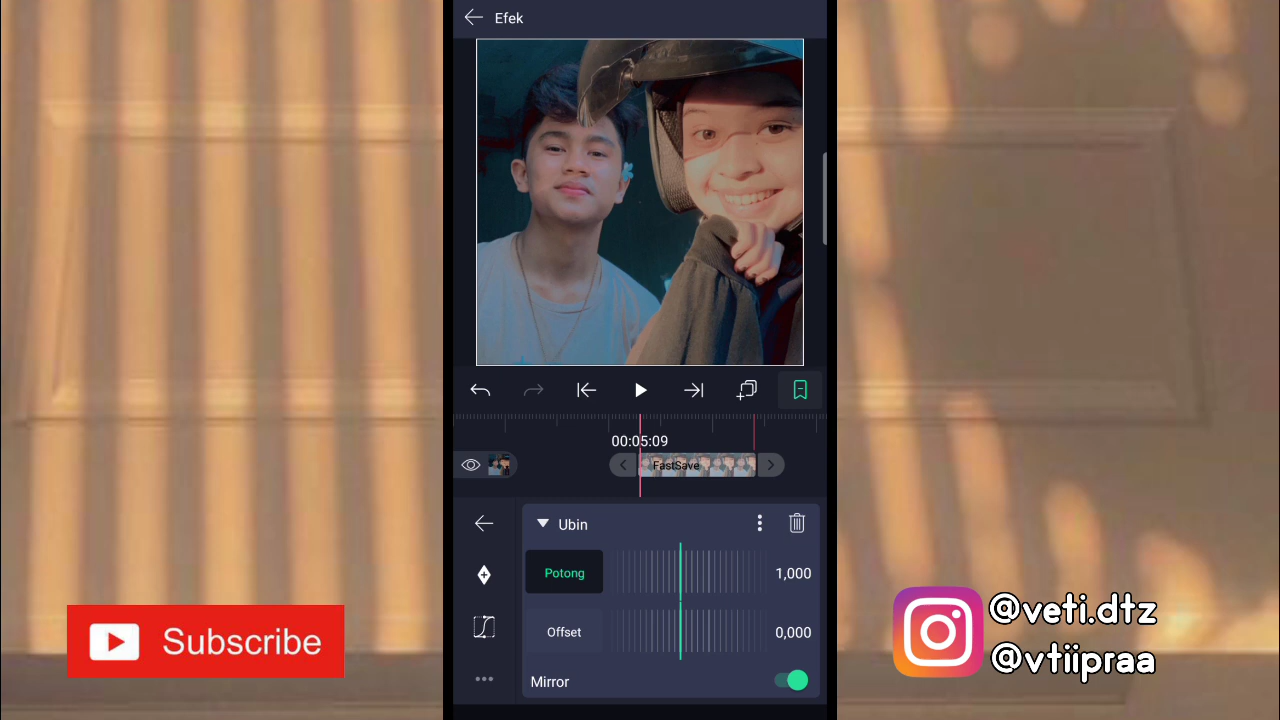 Efek
00:05:09
FastSave
Ubin
Potong
1,000
Offset
0,000
Mirror
Subscribe
@veti.dtz
@vtiipraa